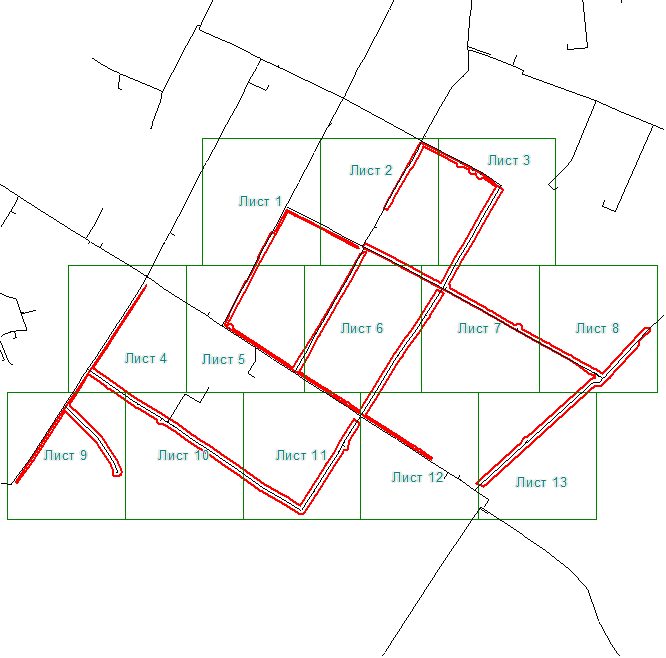 Лист 1
Лист 2
Лист 3
Лист 4
Лист 5
Лист 6
Лист 7
Лист 8
Лист 9
Лист 10
Лист 11
Лист 12
Лист 13